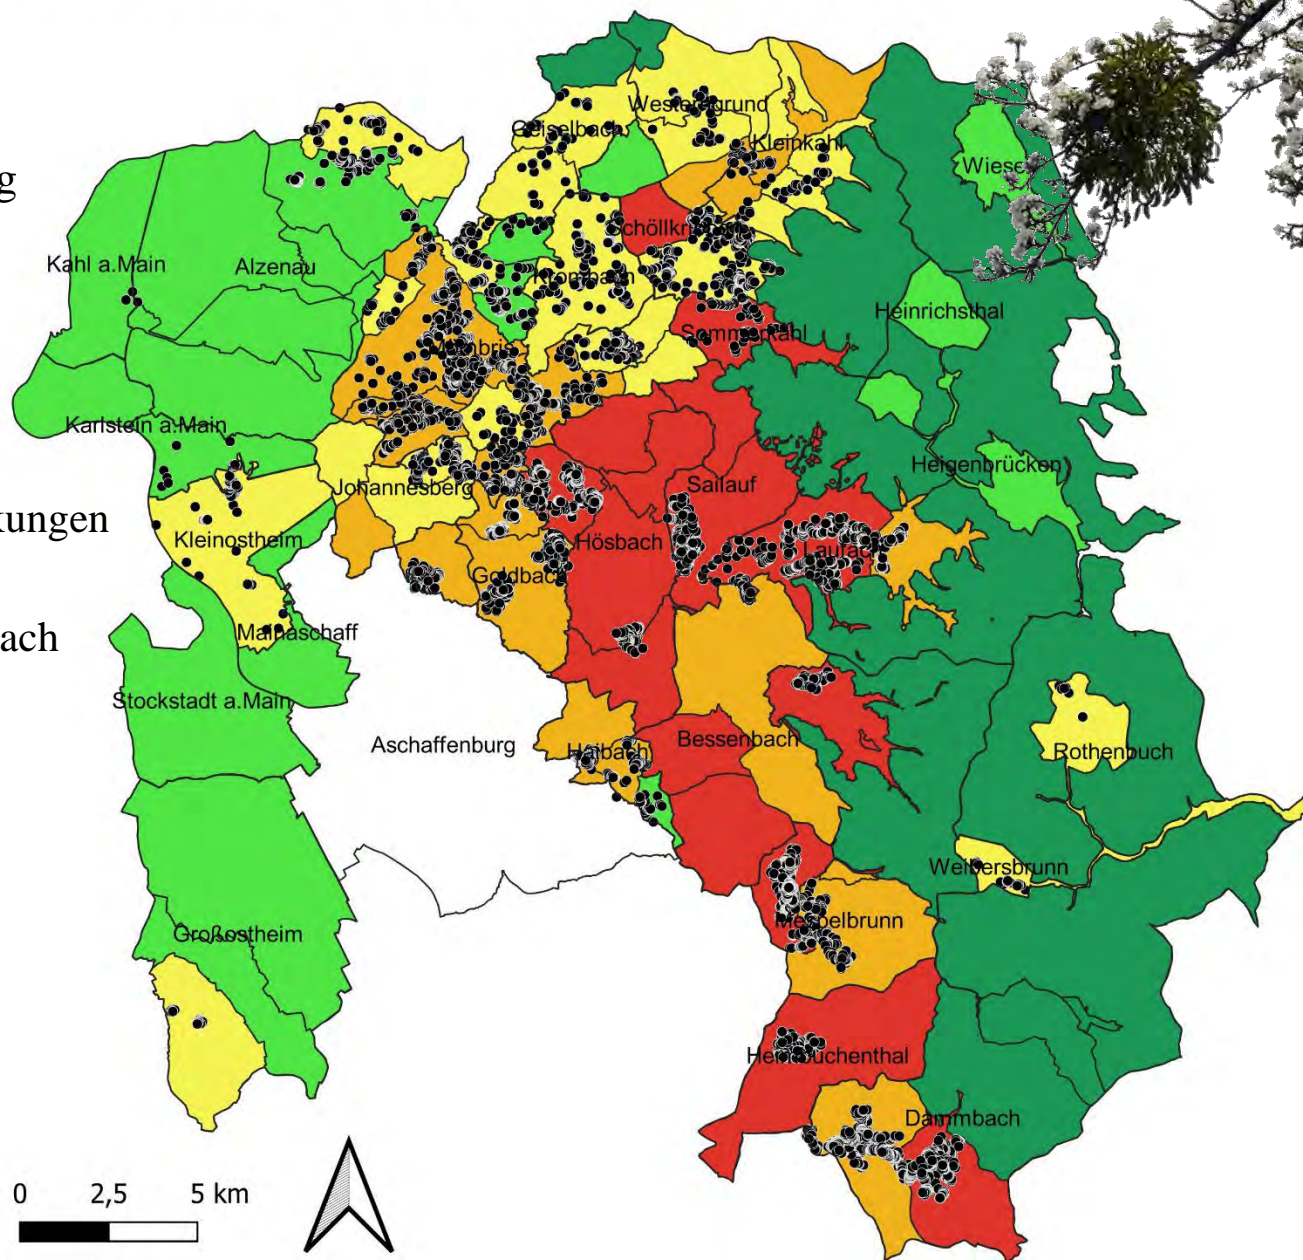 g
kungen
ach
Westerngrund
Geiselbach
Kleinkahl
Wiesen
Schöllkrippen
Kahl a.Main
Alzenau
Krombach
Heinrichsthal
Sommerkahl
Mömbris
Karlstein a.Main
Heigenbrücken
Johannesberg
Sailauf
Kleinostheim
Hösbach
Laufach
Goldbach
Mainaschaff
Stockstadt a.Main
Aschaffenburg
Haibach
Bessenbach
Rothenbuch
Weibersbrunn
Mespelbrunn
Großostheim
Heimbuchenthal
Dammbach
0 2,5 5 km